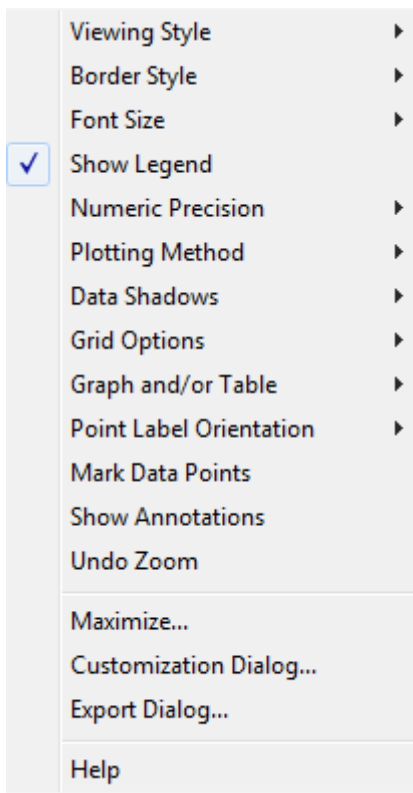 Viewing Style
Border Style
Font Size
Show Legend
Numeric Precision
Plotting Method
Data Shadows
Grid Options
Graph and/or Table
Point Label Orientation
Mark Data Points
Show Annotations
Undo Zoom
Maximize...
Customization Dialog...
Export Dialog...
Help